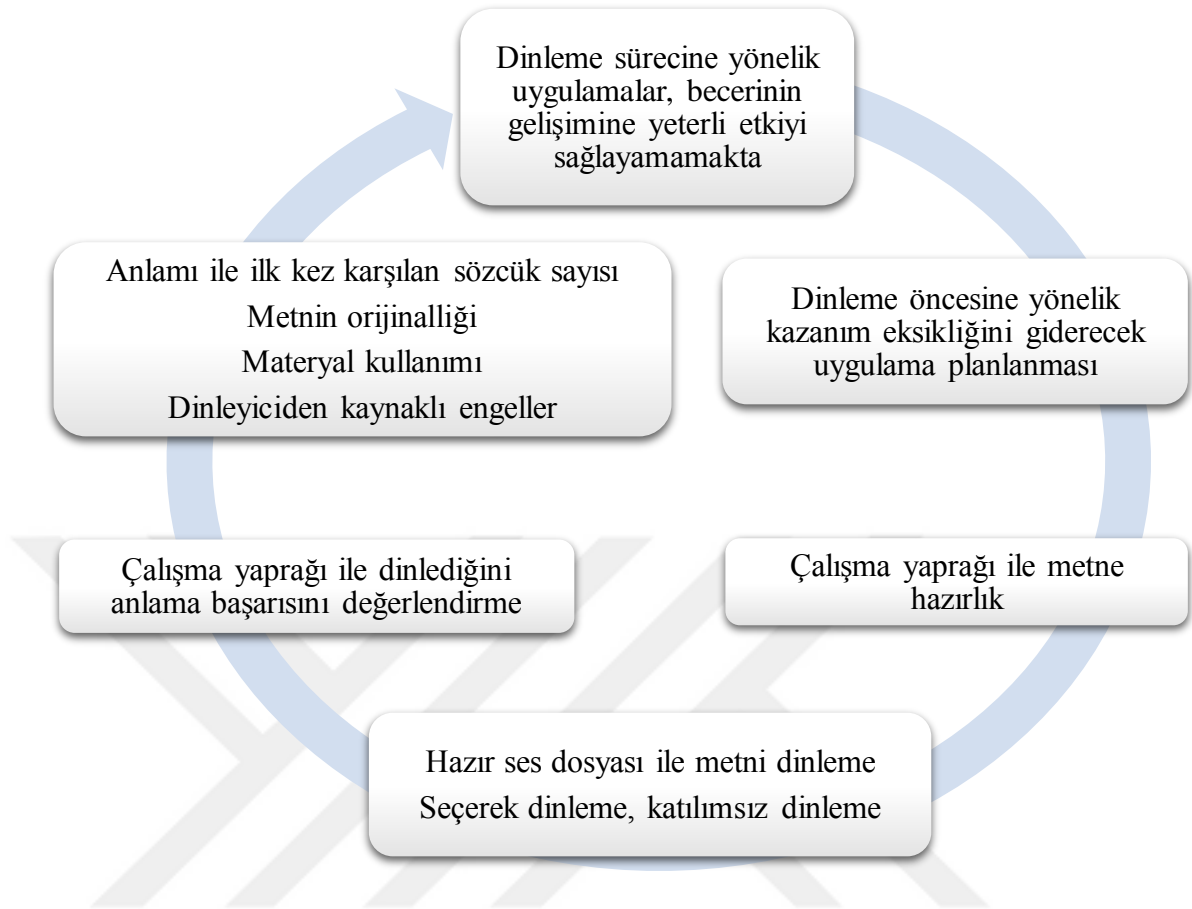 Dinleme sürecine yönelik
uygulamalar, becerinin
gelişimine yeterli etkiyi
sağlayamamakta
Dinleme öncesine yönelik
kazanım eksikliğini giderecek
uygulama planlanması
Çalışma yaprağı ile metne
hazırlık
Hazır ses dosyası ile metni dinleme
Seçerek dinleme, katılımsız dinleme
Çalışma yaprağı ile dinlediğini
anlama başarısını değerlendirme
Anlamı ile ilk kez karşılan sözcük sayısı
Metnin orijinalliği
Materyal kullanımı
Dinleyiciden kaynaklı engeller